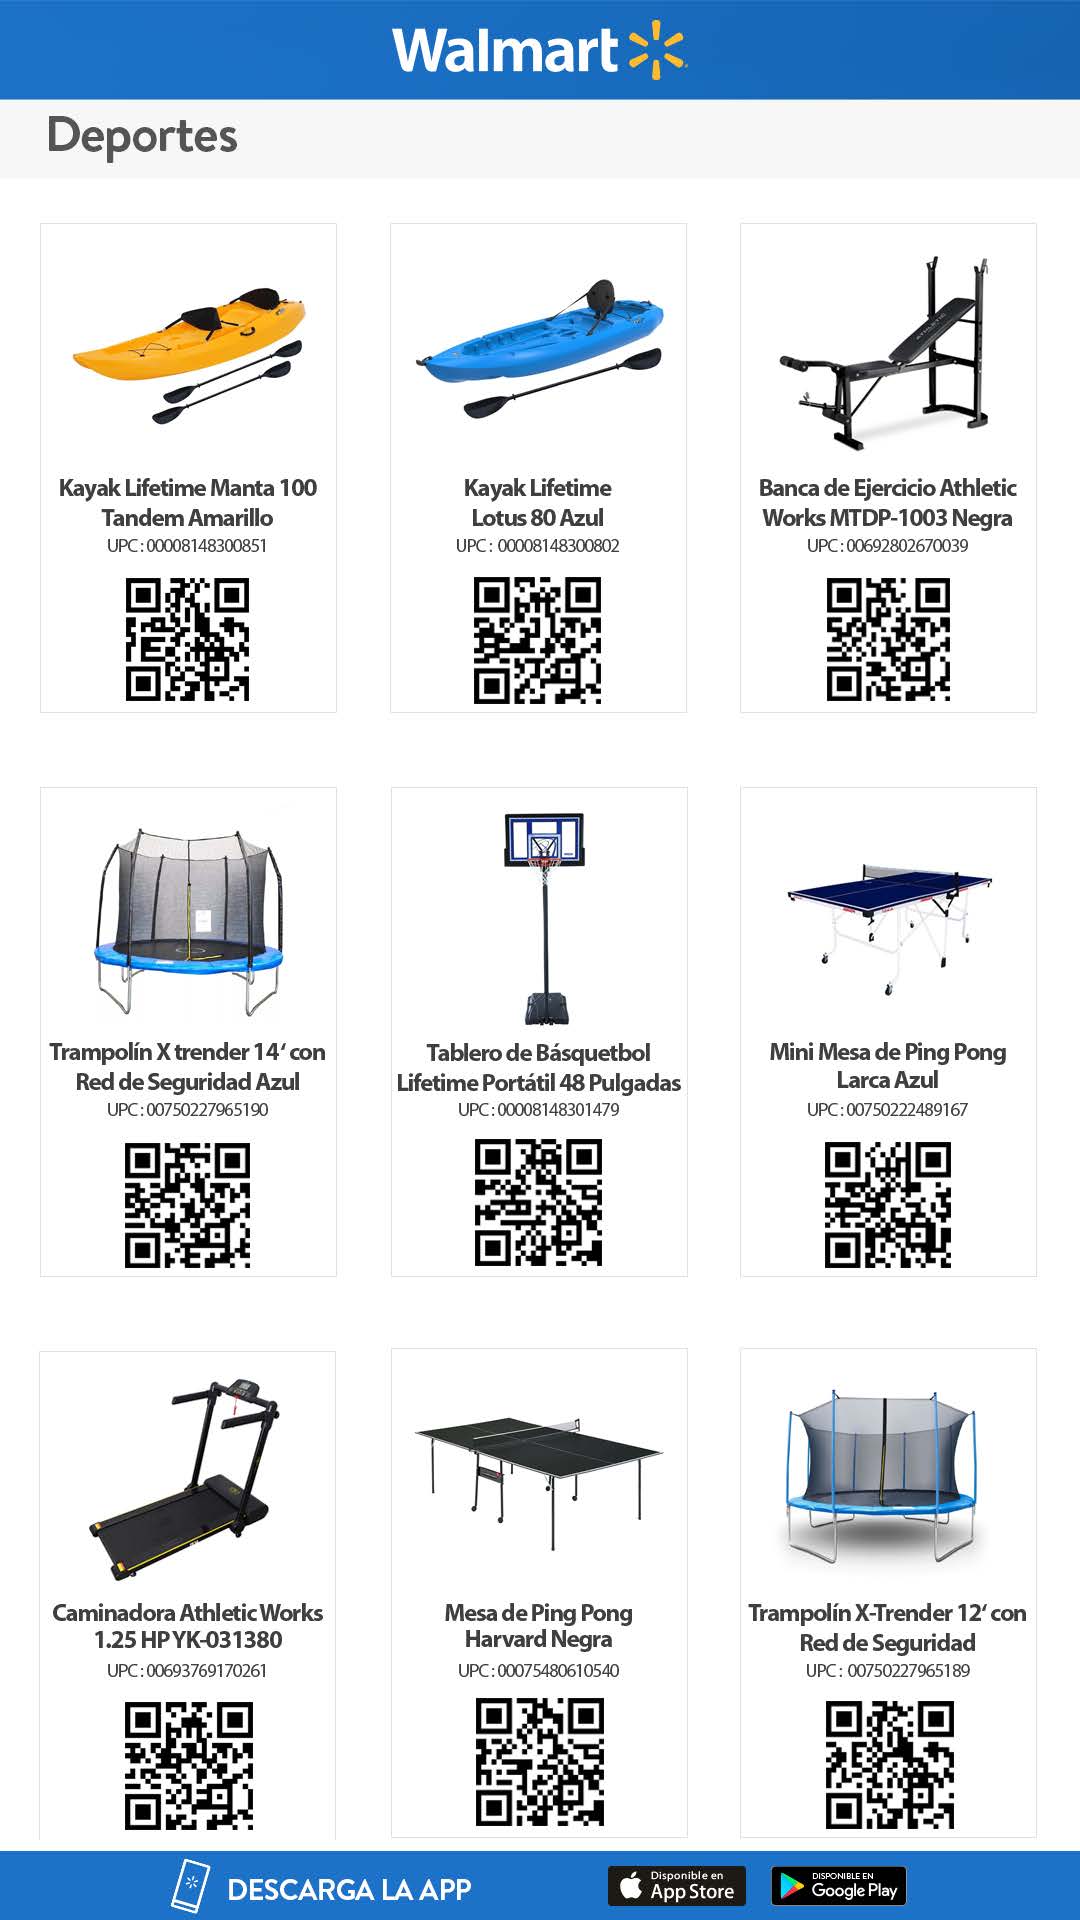 Walmart
Deportes
Kayak Lifetime Manta 100
Tandem Amarillo
UPC : 00008148300851
Kayak Lifetime
Lotus 80 Azul
UPC : 00008148300802
ATHLETIC
Banca de Ejercicio Athletic
Works MTDP-1003 Negra
UPC : 00692802670039
Trampolín X trender 14‘ con
Red de Seguridad Azul
UPC : 00750227965190
Tablero de Básquetbol
Lifetime Portátil 48 Pulgadas
UPC : 00008148301479
Mini Mesa de Ping Pong
Larca Azul
UPC : 00750222489167
Caminadora Athletic Works
1.25 HP YK-031380
UPC : 00693769170261
Mesa de Ping Pong
Harvard Negra
UPC : 00075480610540
Trampolín X-Trender 12‘ con
Red de Seguridad
UPC : 00750227965189
DESCARGA LA APP
Disponible en
App Store
DISPONIBLE EN
Google Play